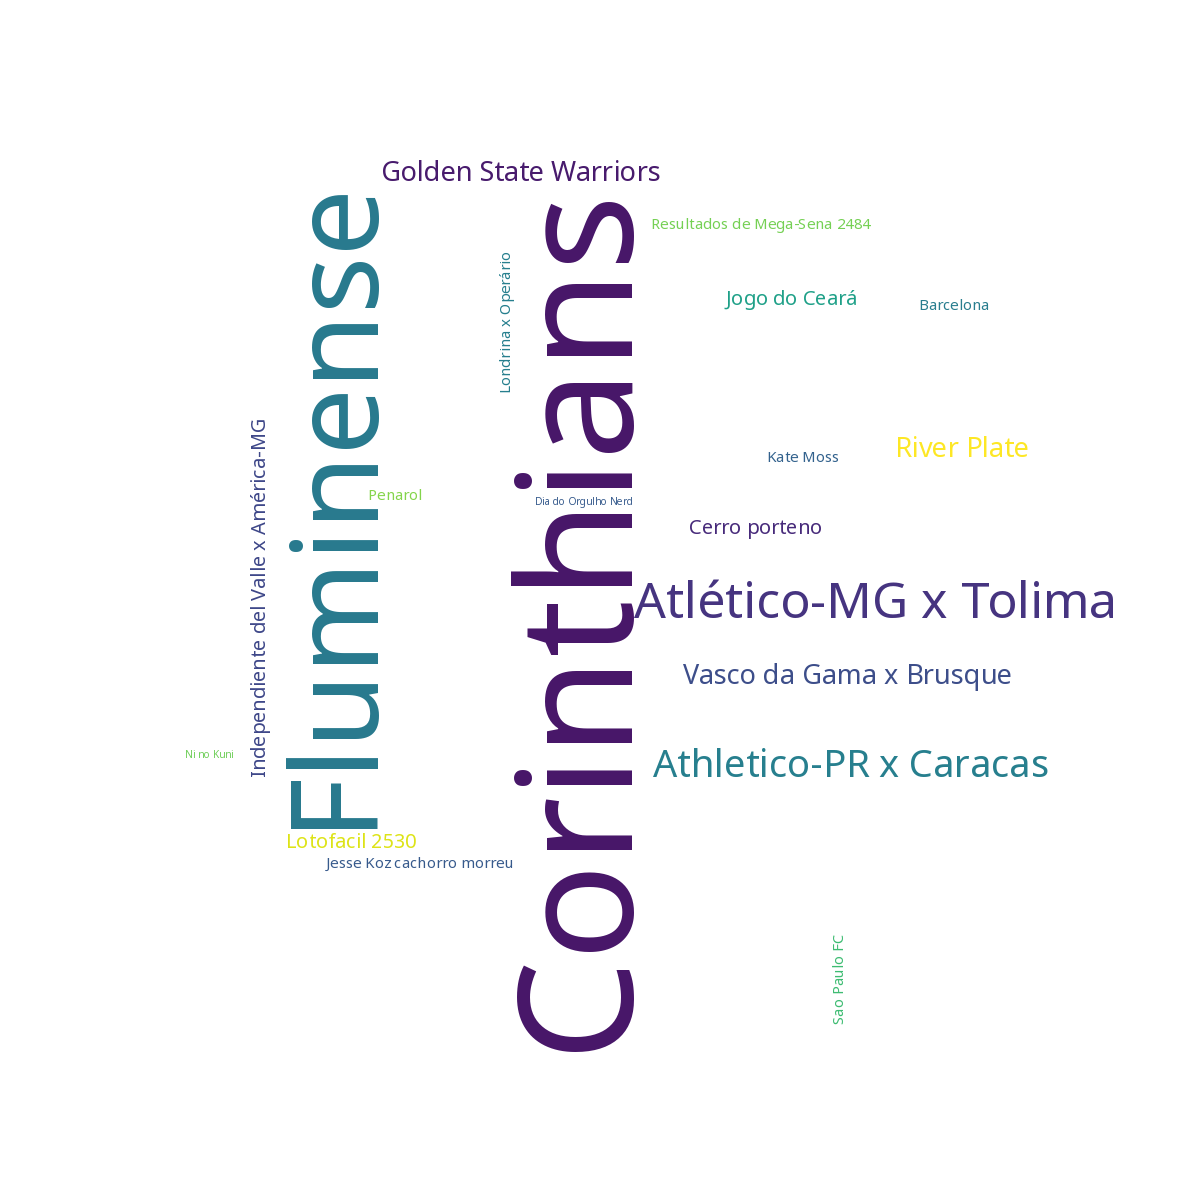 Golden State Warriors
Fluminense
Corinthians
Resultados de Mega-Sena 2484
Londrina x Operário
Jogo do Ceará
Barcelona
Independiente del Valle x América-MG
River Plate
Kate Moss
Penarol
Dia do Orgulho Nerd
Cerro porteno
Atlético-MG x Tolima
Vasco da Gama x Brusque
Ni no Kuni
Athletico-PR x Caracas
Lotofacil 2530
Jesse Koz cachorro morreu
Sao Paulo FC